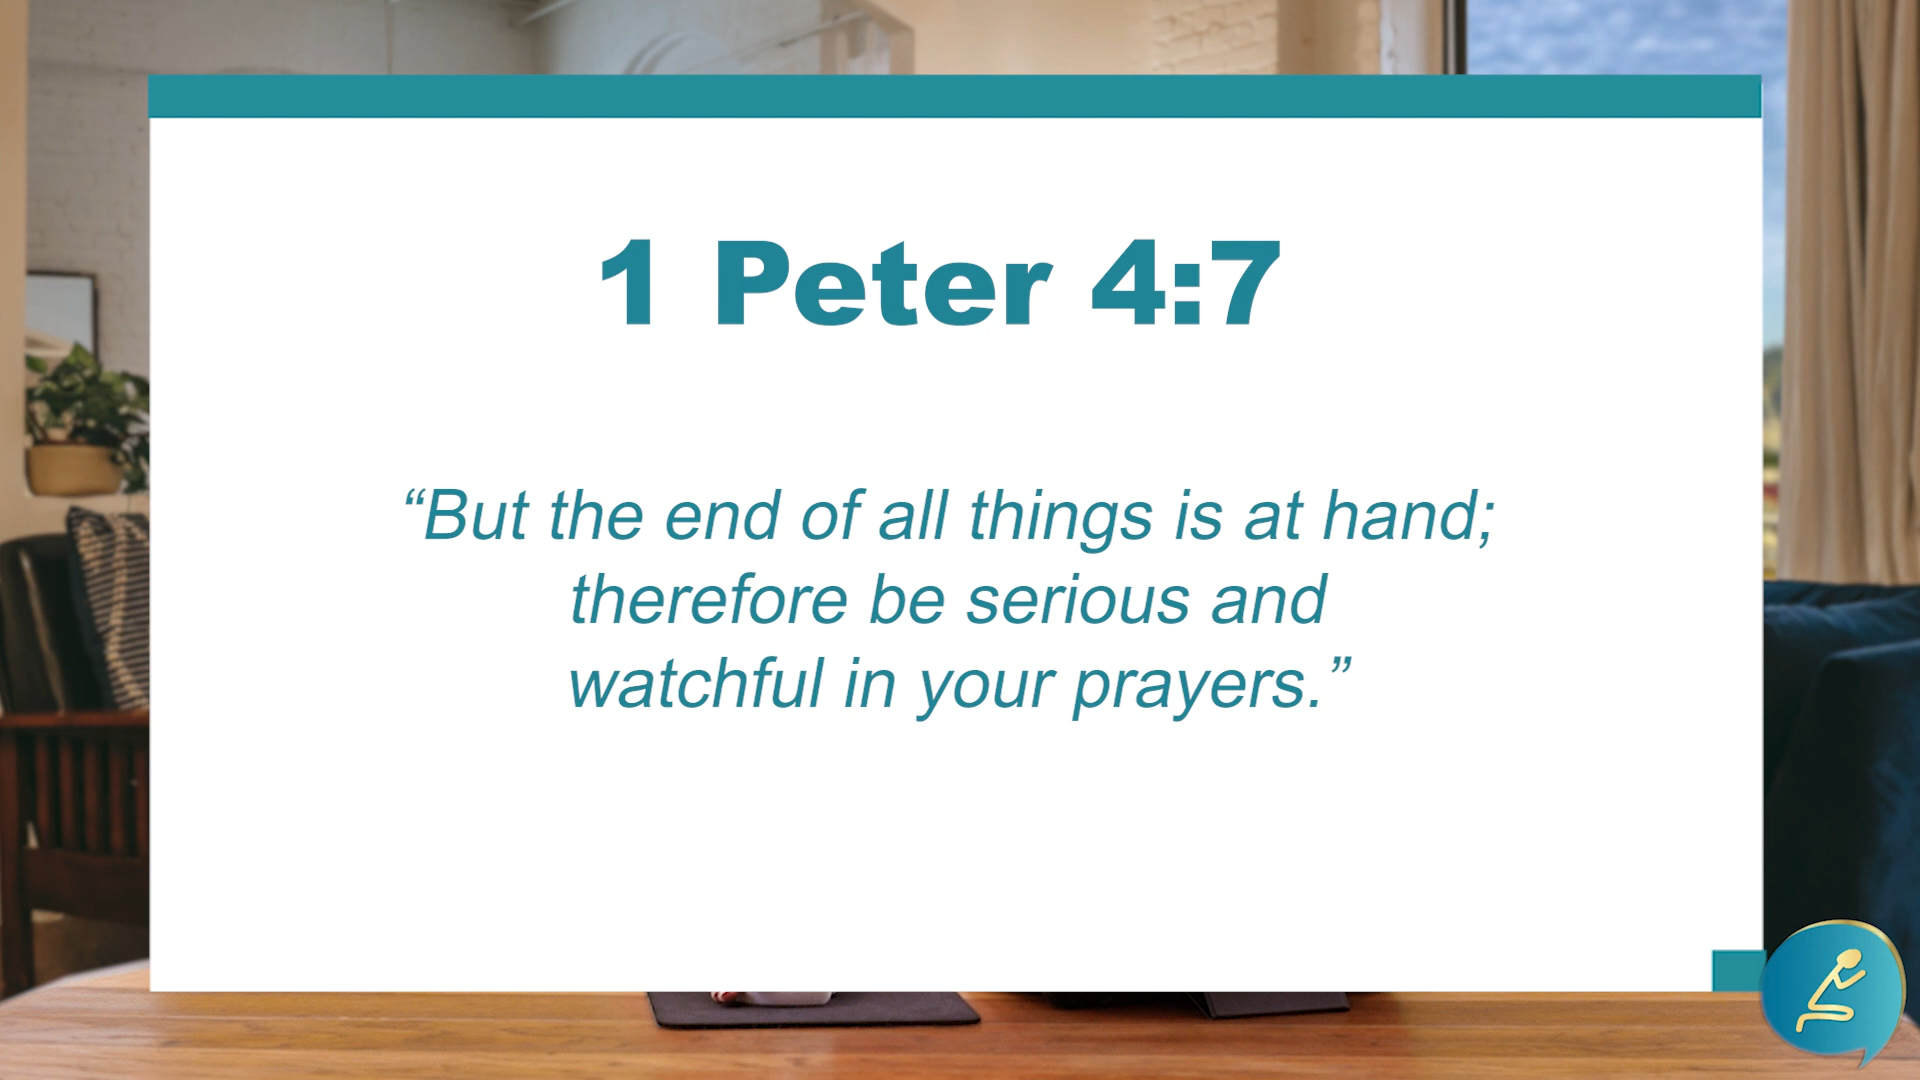 1 Peter 4:7
“But the end of all things is at hand;
therefore be serious and
watchful in your prayers.”